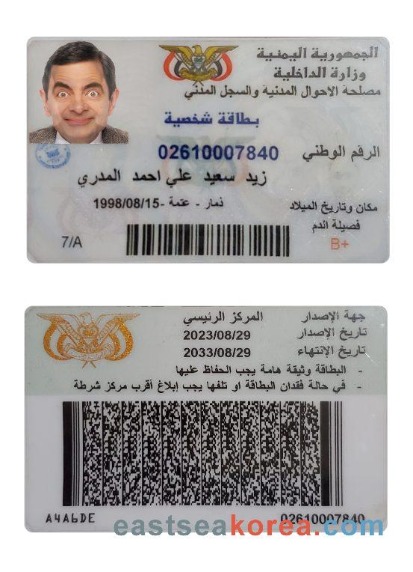 الجمهورية اليمنية
وزارة الداخلية
مصلحة الاحوال المدنية والسجل المدني
بطاقة شخصية
الرقم الوطني 02610007840
زيد سعيد علي احمد المدري
مكان وتاريخ الميلاد ذمار - عتمة - 1998/08/15
فصيلة الدم B+
7/A
جهة الإصدار المركز الرئيسي
تاريخ الإصدار 2023/08/29
تاريخ الإنتهاء 2033/08/29
- البطاقة وثيقة هامة يجب الحفاظ عليها
- في حالة فقدان البطاقة او تلفها يجب إبلاغ أقرب مركز شرطة
A4A6DE 02610007840
eastseakorea.com